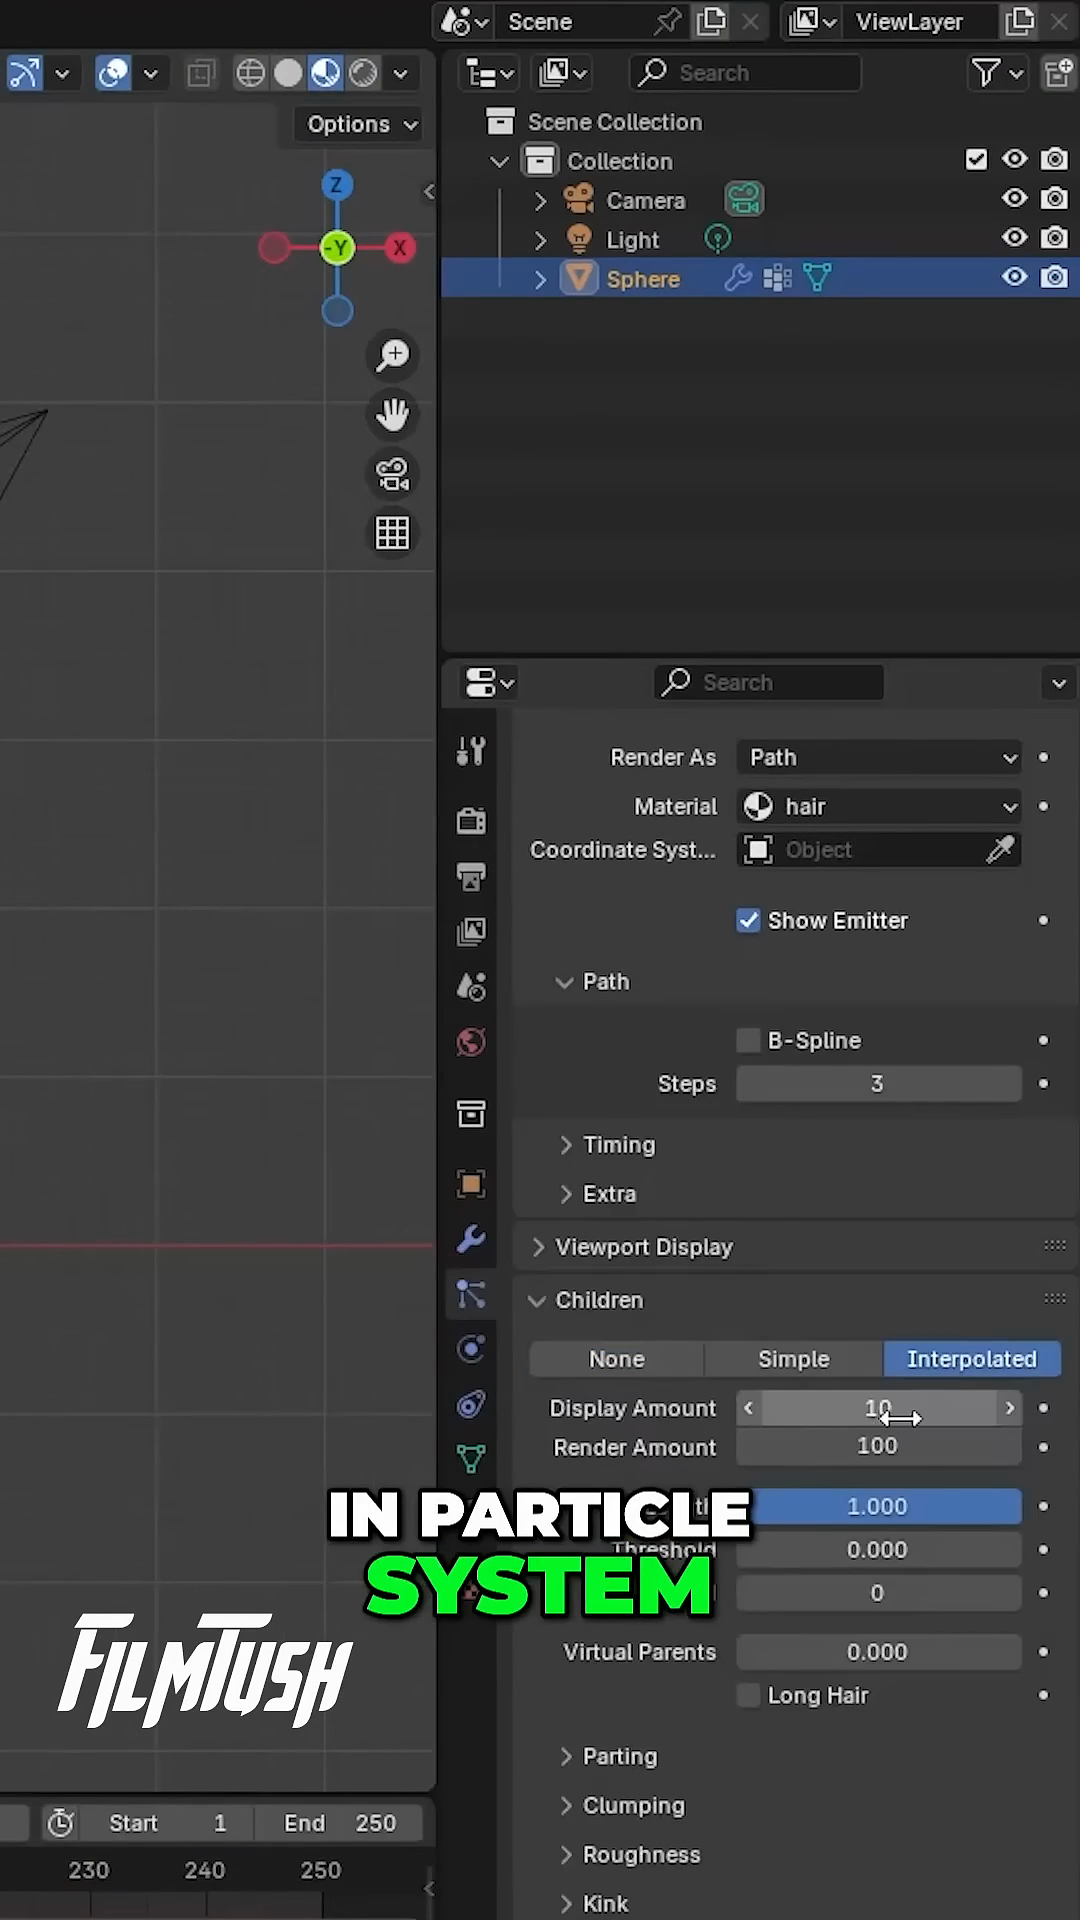 Scene
ViewLayer
Search
Options
Scene Collection
Collection
Camera
Light
Sphere
Z
-Y
X
Search
Render As
Path
Material
hair
Coordinate Syst...
Object
Show Emitter
Path
B-Spline
Steps
3
Timing
Extra
Viewport Display
Children
None
Simple
Interpolated
Display Amount
10
Render Amount
100
1.000
IN PARTICLE
Threshold
0.000
SYSTEM
0
Virtual Parents
0.000
FILMTUSH
Long Hair
Parting
Clumping
Roughness
Kink
Start 1
End 250
230
240
250